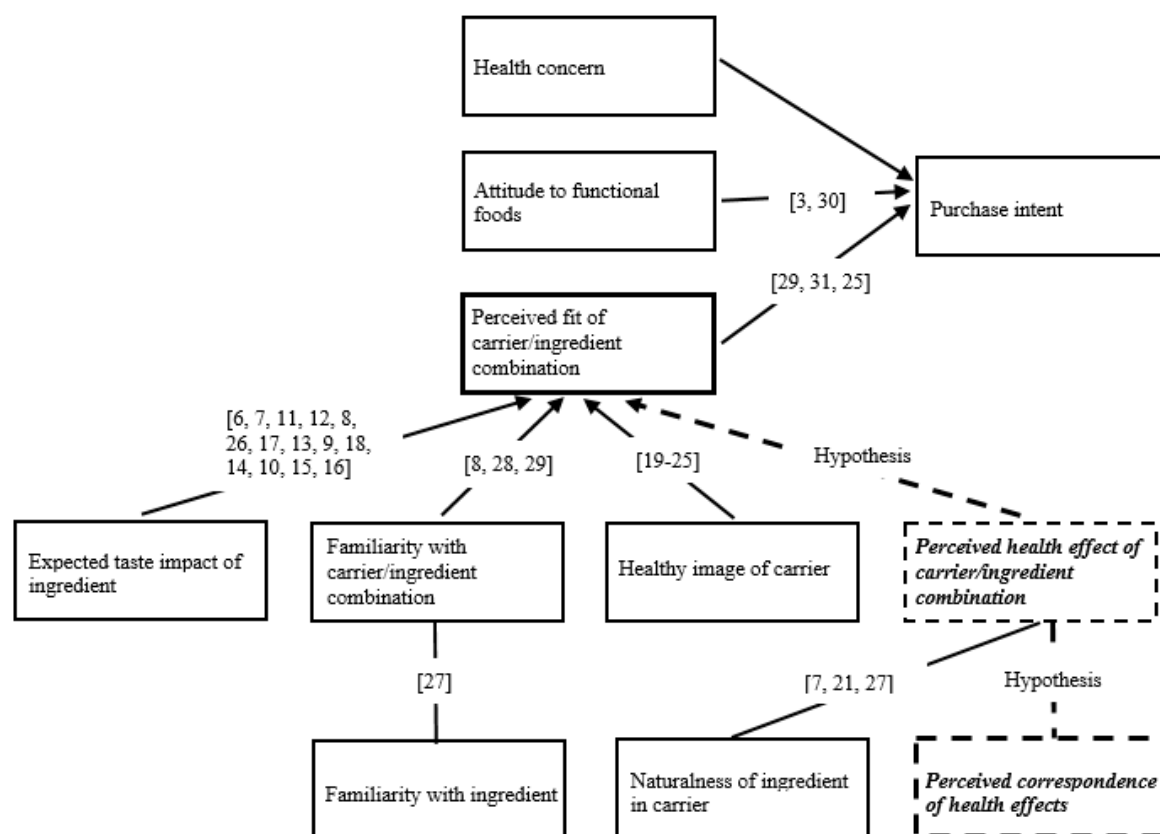 Health concern
Attitude to functional
foods
[3, 30]
Purchase intent
[29, 31, 25]
Perceived fit of
carrier/ingredient
combination
[6, 7, 11, 12, 8,
26, 17, 13, 9, 18,
14, 10, 15, 16]
[8, 28, 29]
[19-25]
Hypothesis
Expected taste impact of
ingredient
Familiarity with
carrier/ingredient
combination
Healthy image of carrier
Perceived health effect of
carrier/ingredient
combination
[27]
[7, 21, 27]
Hypothesis
Familiarity with ingredient
Naturalness of ingredient
in carrier
Perceived correspondence
of health effects